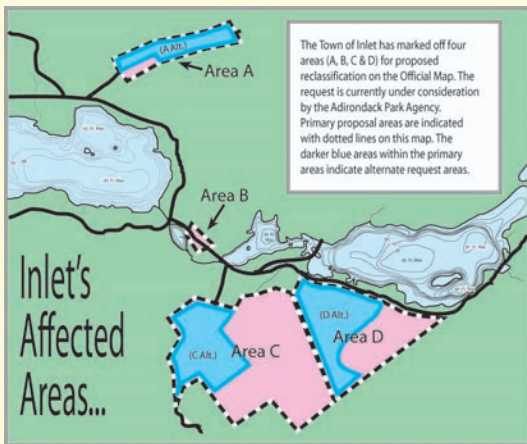 (A Alt.)
Area A
The Town of Inlet has marked off four
areas (A, B, C & D) for proposed
reclassification on the Official Map. The
request is currently under consideration
by the Adirondack Park Agency.
Primary proposal areas are indicated
with dotted lines on this map. The
darker blue areas within the primary
areas indicate alternate request areas.
Area B
Inlet's
Affected
Areas...
(C Alt.)
Area C
(D Alt.)
Area D